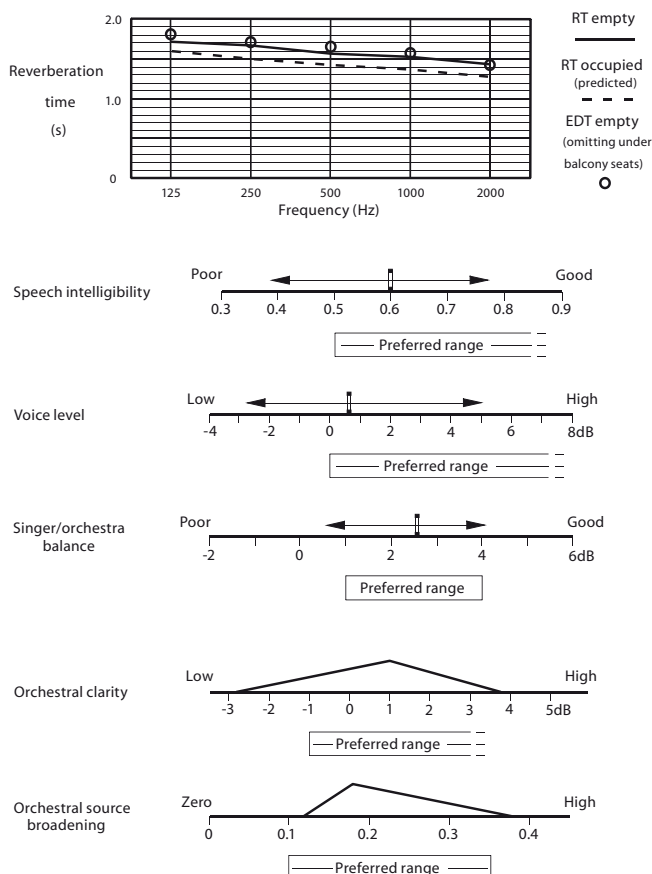 2.0
Reverberation
time
(s)
1.0
0
125 250 500 1000 2000
Frequency (Hz)
RT empty
RT occupied
(predicted)
EDT empty
(omitting under
balcony seats)
Speech intelligibility
Poor Good
0.3 0.4 0.5 0.6 0.7 0.8 0.9
Preferred range
Voice level
Low High
-4 -2 0 2 4 6 8dB
Preferred range
Singer/orchestra
balance
Poor Good
-2 0 2 4 6dB
Preferred range
Orchestral clarity
Low High
-3 -2 -1 0 1 2 3 4 5dB
Preferred range
Orchestral source
broadening
Zero High
0 0.1 0.2 0.3 0.4
Preferred range